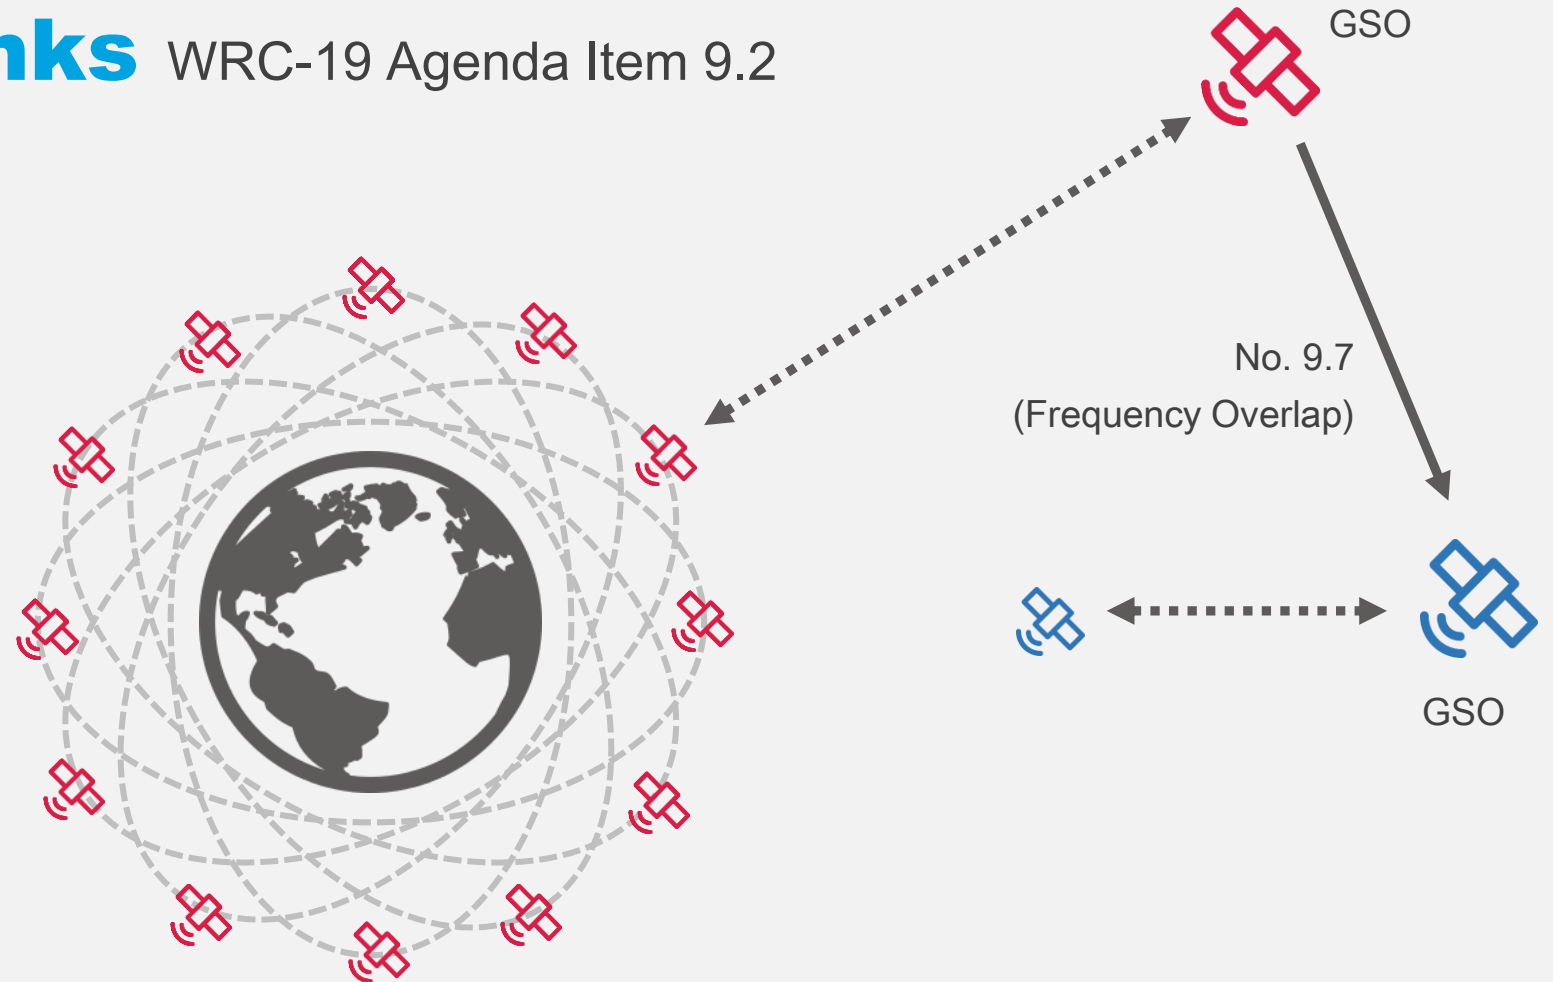 nks WRC-19 Agenda Item 9.2
GSO
No. 9.7
(Frequency Overlap)
GSO